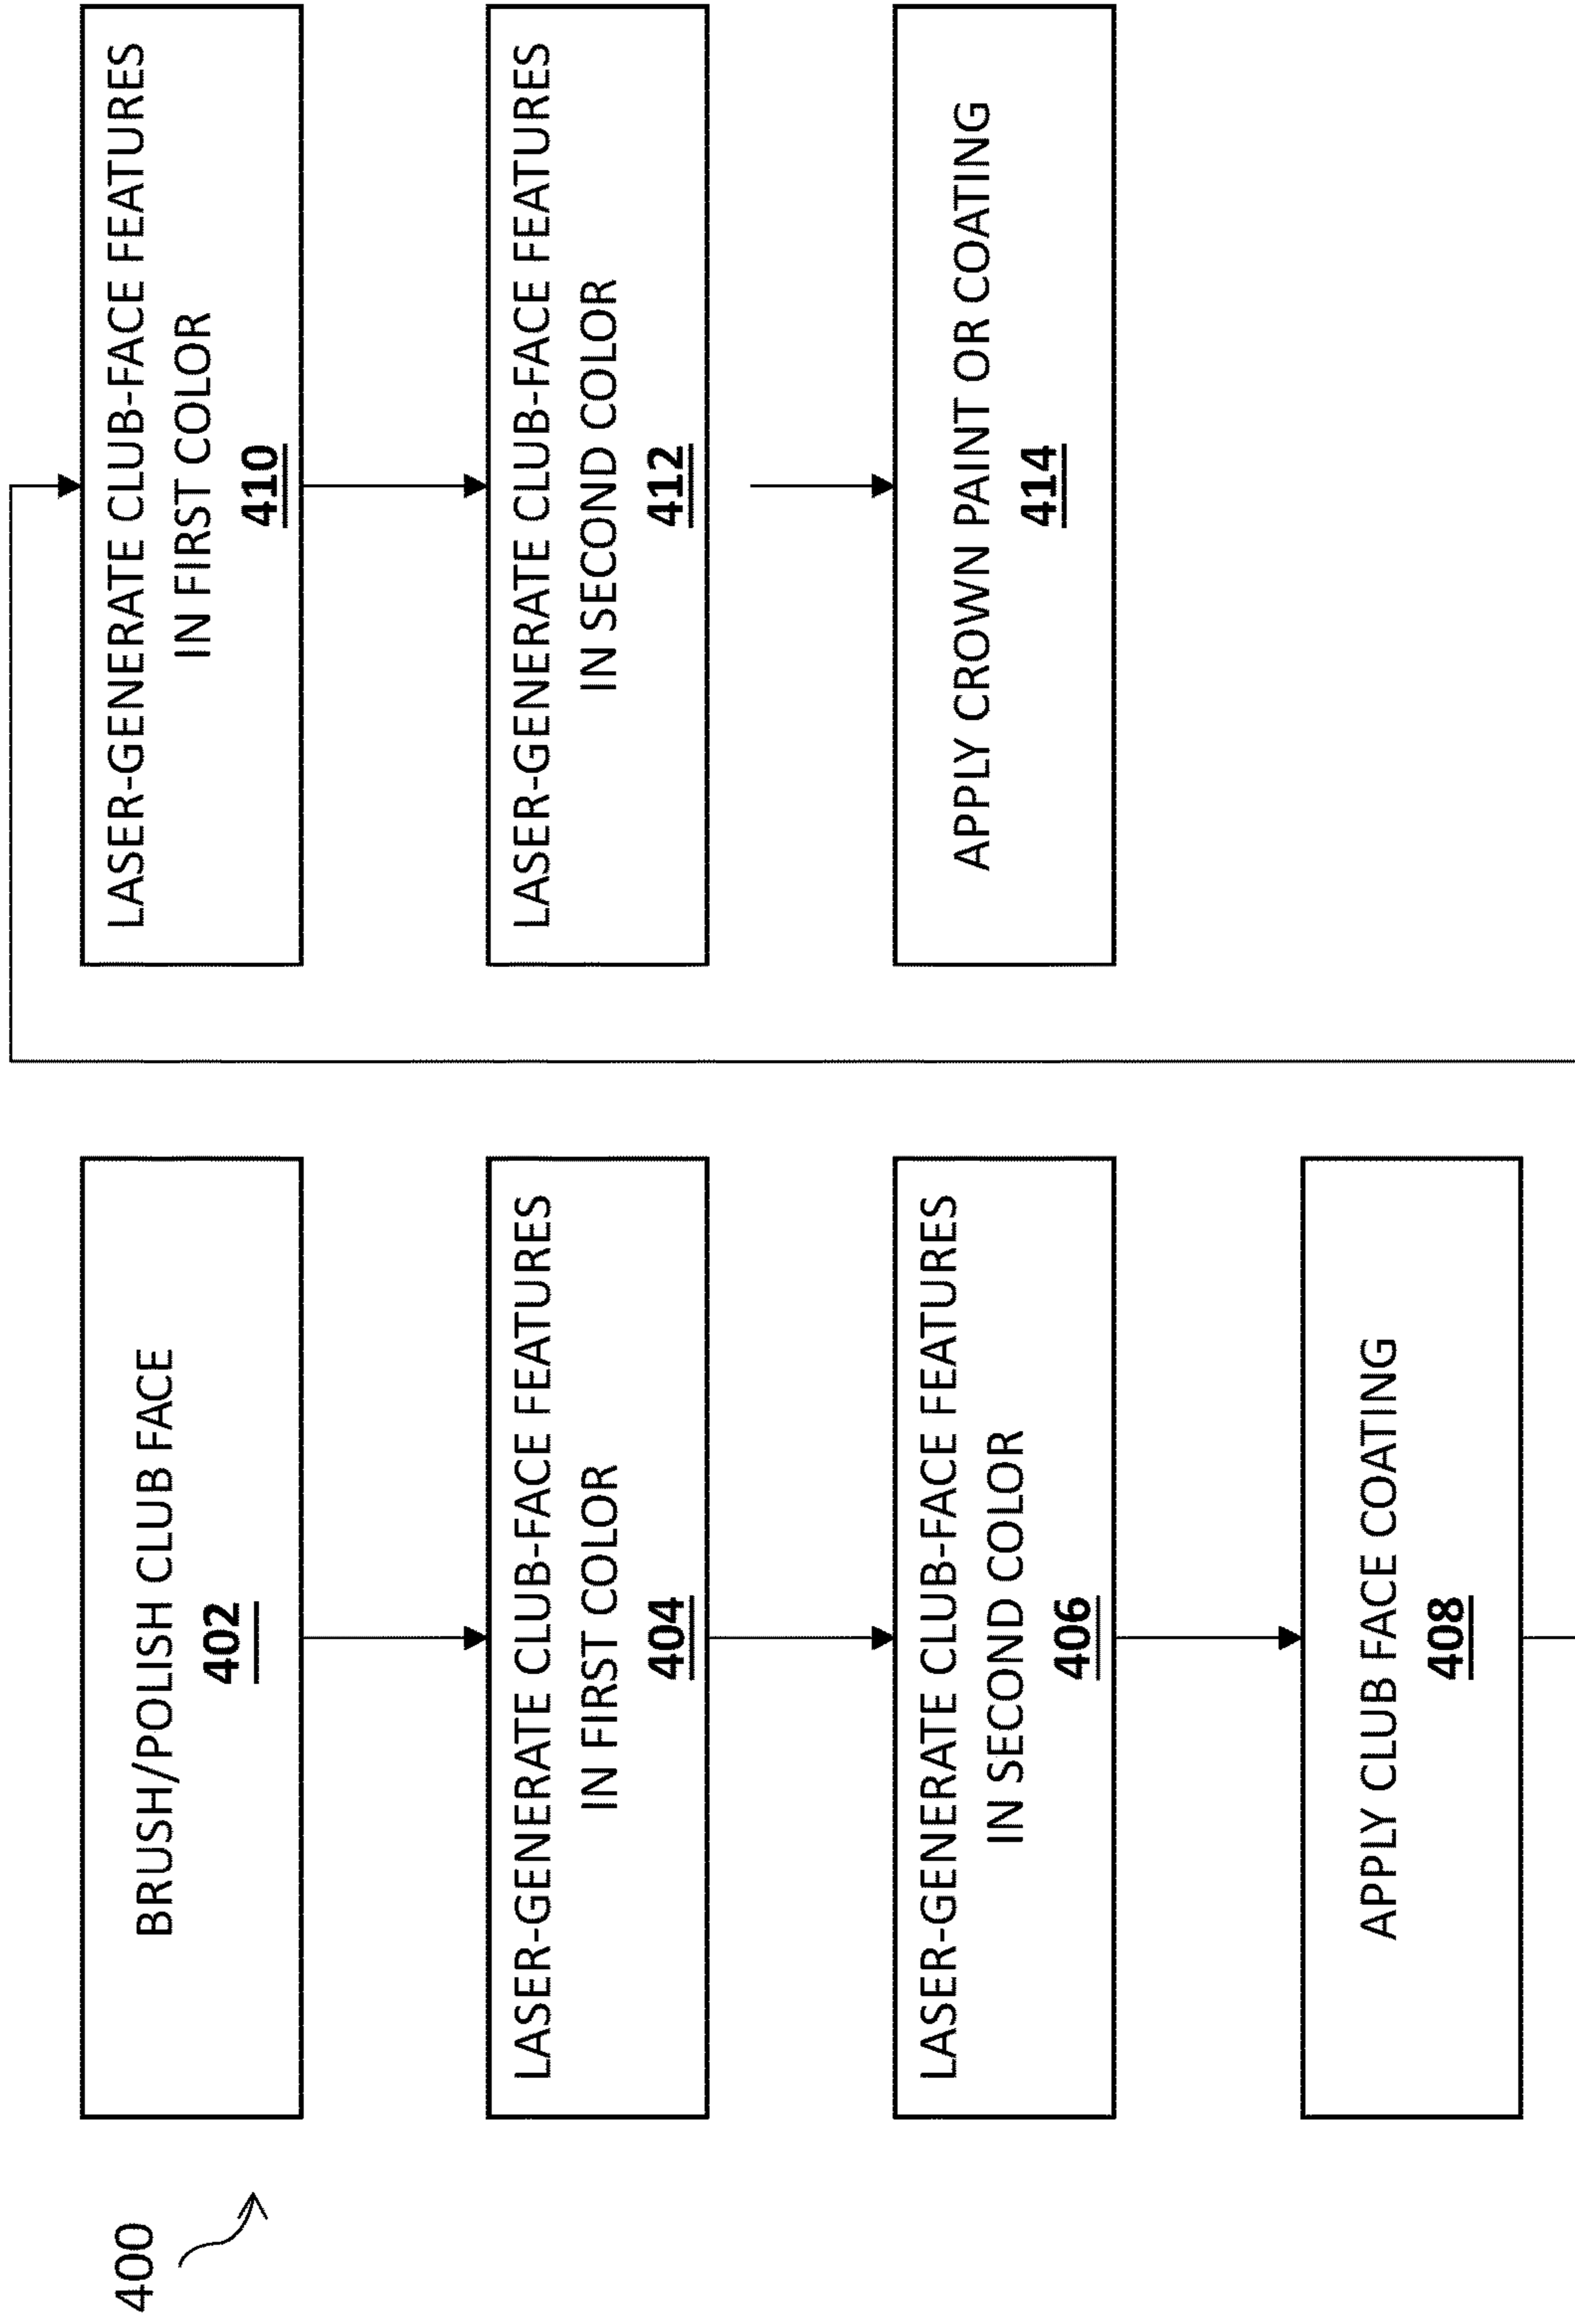 400
BRUSH/POLISH CLUB FACE
402
LASER-GENERATE CLUB-FACE FEATURES
IN FIRST COLOR
404
LASER-GENERATE CLUB-FACE FEATURES
IN SECOND COLOR
406
APPLY CLUB FACE COATING
408
LASER-GENERATE CLUB-FACE FEATURES
IN FIRST COLOR
410
LASER-GENERATE CLUB-FACE FEATURES
IN SECOND COLOR
412
APPLY CROWN PAINT OR COATING
414